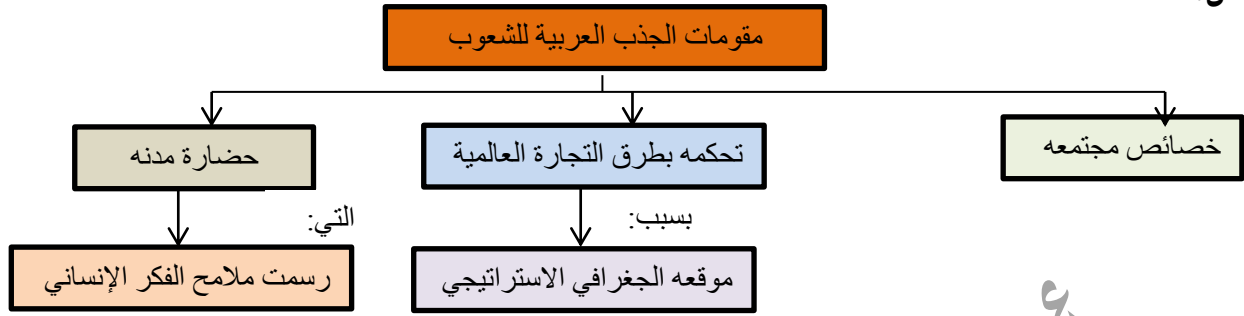 مقومات الجذب العربية للشعوب
خصائص مجتمعه
تحكمه بطرق التجارة العالمية
حضارة مدنه
بسبب:
التي:
موقعه الجغرافي الاستراتيجي
رسمت ملامح الفكر الإنساني